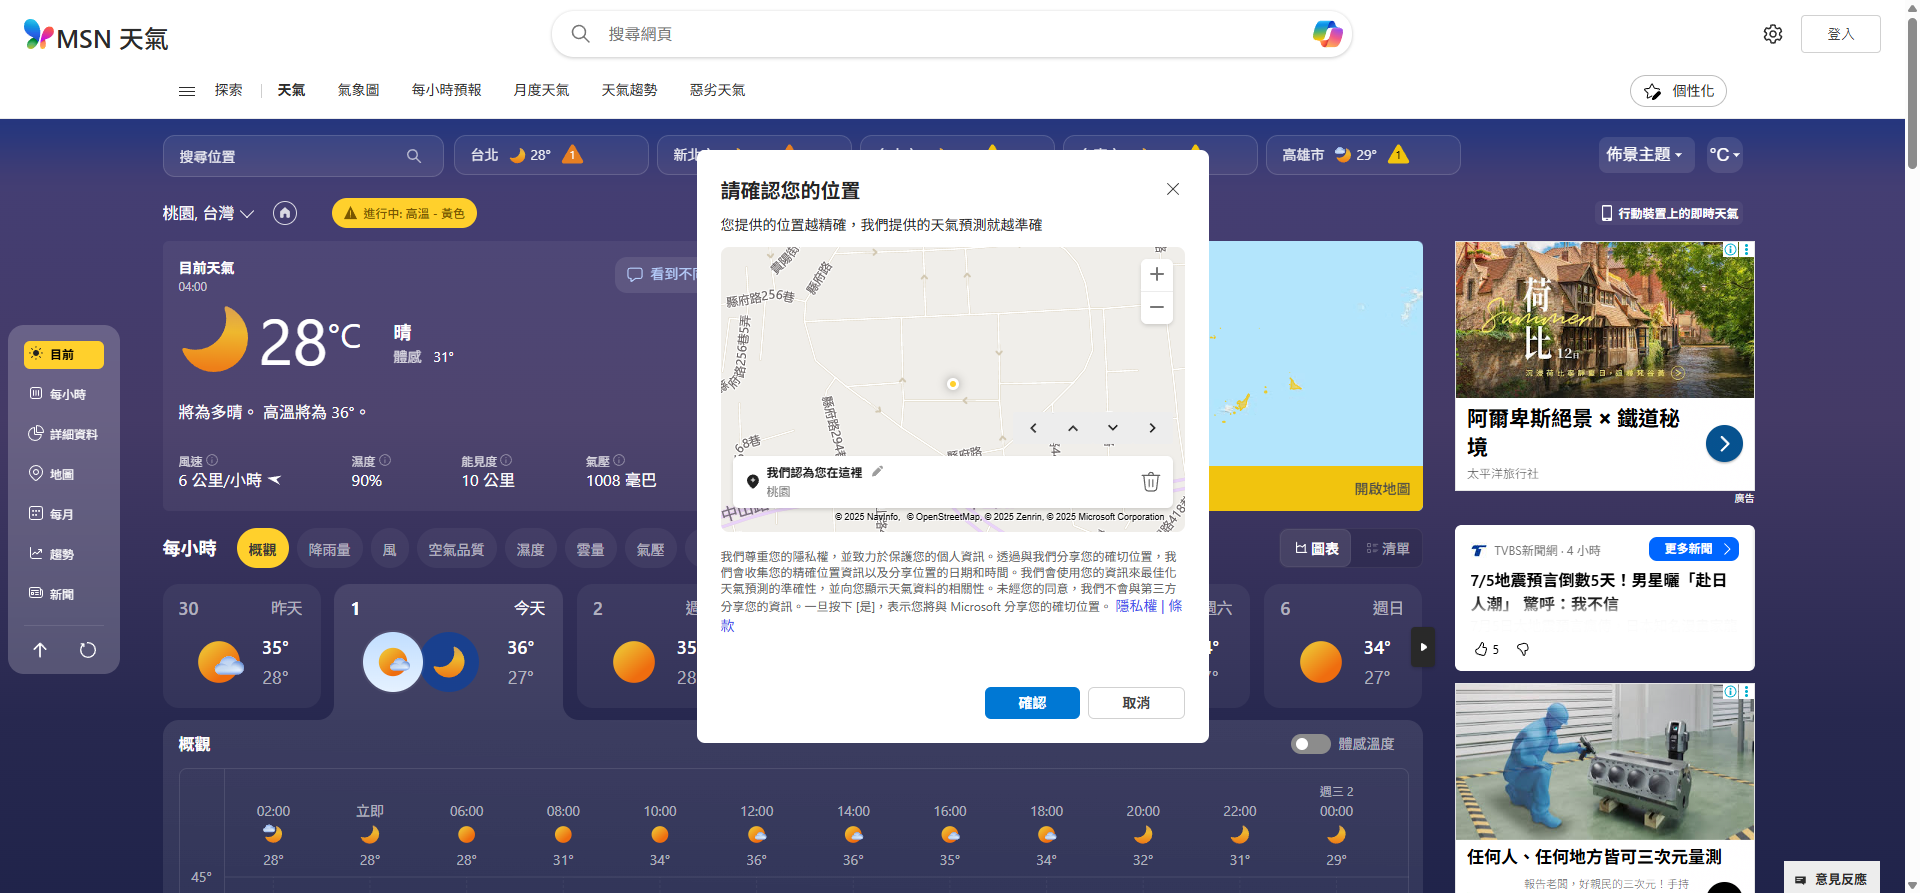 MSN 天氣
搜尋網頁
登入
探索
天氣
氣象圖
每小時預報
月度天氣
天氣趨勢
惡劣天氣
個性化
搜尋位置
台北 28° 1
新北
高雄市 29° 1
佈景主題
°C
桃園, 台灣
進行中: 高溫 - 黃色
行動裝置上的即時天氣
目前天氣
04:00
看到不同
28°C
晴
體感 31°
將為多晴。 高溫將為 36°。
風速
6 公里/小時
濕度
90%
能見度
10 公里
氣壓
1008 毫巴
目前
每小時
詳細資料
地圖
每月
趨勢
新聞
請確認您的位置
您提供的位置越精確，我們提供的天氣預測就越準確
貴陽街
縣府路
縣府路256巷
縣府路256巷5弄
縣府路294巷
縣府路
中山路
418巷
我們認為您在這裡
桃園
© 2025 NavInfo, © OpenStreetMap, © 2025 Zenrin, © 2025 Microsoft Corporation
我們尊重您的隱私權，並致力於保護您的個人資訊。透過與我們分享您的確切位置，我
們會收集您的精確位置資訊以及分享位置的日期和時間。我們會使用您的資訊來最佳化
天氣預測的準確性，並向您顯示天氣資料的相關性。未經您的同意，我們不會與第三方
分享您的資訊。一旦按下 [是]，表示您將與 Microsoft 分享您的確切位置。 隱私權 | 條
款
確認
取消
開啟地圖
每小時
概觀
降雨量
風
空氣品質
濕度
雲量
氣壓
圖表
清單
30 昨天
35°
28°
1 今天
36°
27°
2
35
28
週六
6 週日
34°
27°
概觀
體感溫度
週三 2
02:00
立即
06:00
08:00
10:00
12:00
14:00
16:00
18:00
20:00
22:00
00:00
28°
28°
28°
31°
34°
36°
36°
35°
34°
32°
31°
29°
45°
荷比
Summer
12日
阿爾卑斯絕景 × 鐵道秘
境
太平洋旅行社
廣告
TVBS新聞網 · 4 小時
更多新聞
7/5地震預言倒數5天！男星曬「赴日
人潮」 驚呼：我不信
5
任何人、任何地方皆可三次元量測
報告老闆，好親民的三次元！手持
意見反應